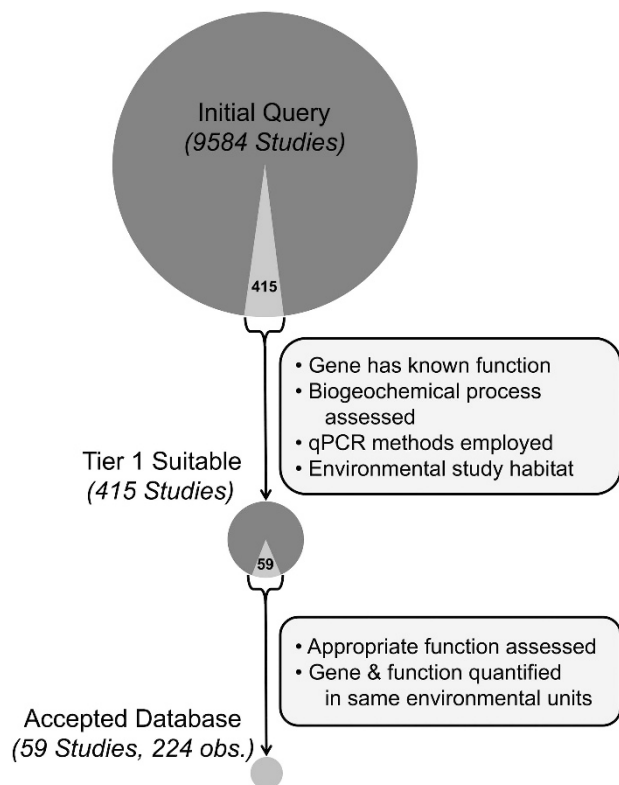 Initial Query
(9584 Studies)
415
• Gene has known function
• Biogeochemical process
assessed
• qPCR methods employed
• Environmental study habitat
Tier 1 Suitable
(415 Studies)
59
• Appropriate function assessed
• Gene & function quantified
in same environmental units
Accepted Database
(59 Studies, 224 obs.)